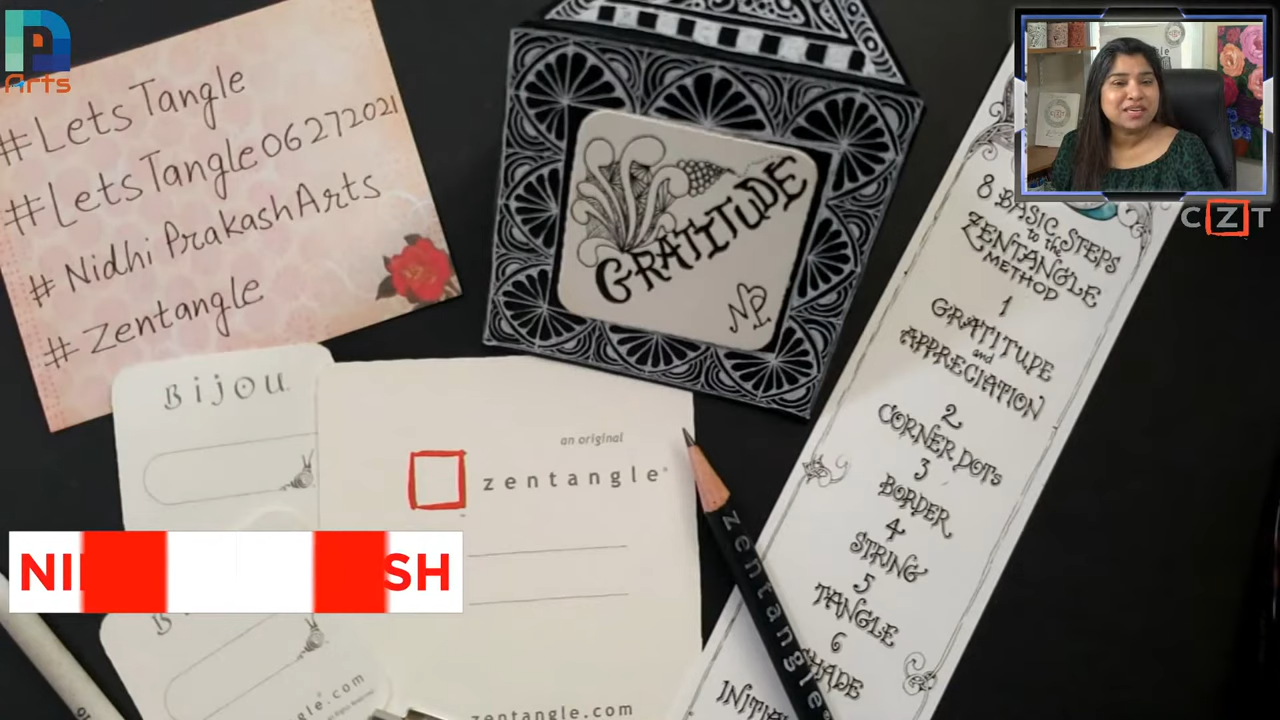 Arts
#LetsTangle
#LetsTangle06272021
#NidhiPrakashArts
#Zentangle
GRATITUDE
NP
8 BASIC STEPS
to the
ZENTANGLE
METHOD
1
GRATITUDE
and
APPRECIATION
2
CORNER DOTS
3
BORDER
4
STRING
5
TANGLE
6
SHADE
CZT
Bijou
an original
zentangle®
zentangle
NI SH
zentangle.com